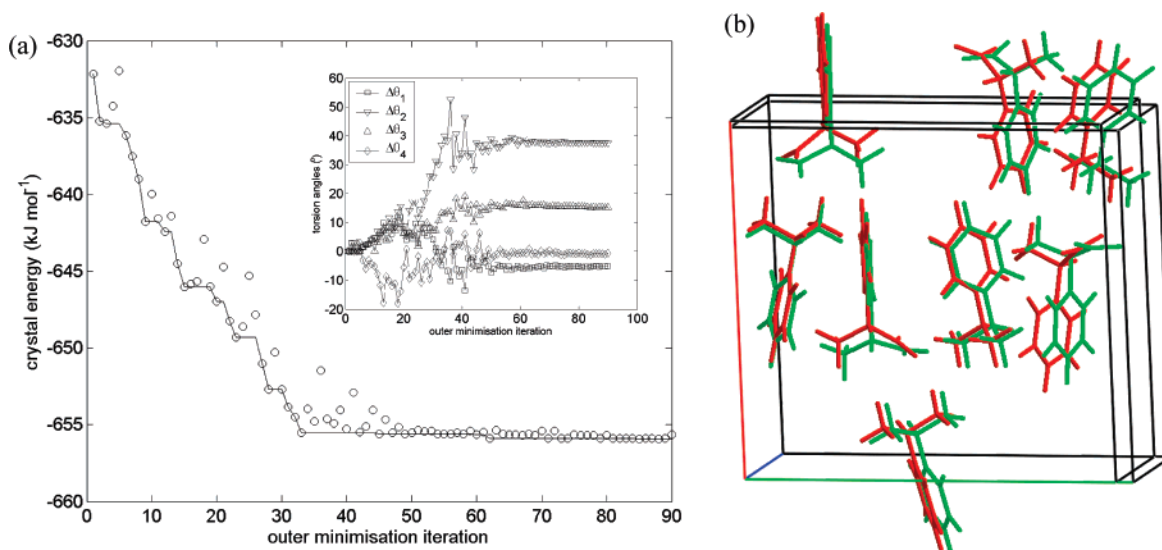 (a)
(b)
crystal energy (kJ mol⁻¹)
-630
-635
-640
-645
-650
-655
-660
0 10 20 30 40 50 60 70 80 90
outer minimisation iteration
torsion angles (°)
60
50
40
30
20
10
0
-10
-20
0 20 40 60 80 100
outer minimisation iteration
Δθ₁
Δθ₂
Δθ₃
Δθ₄